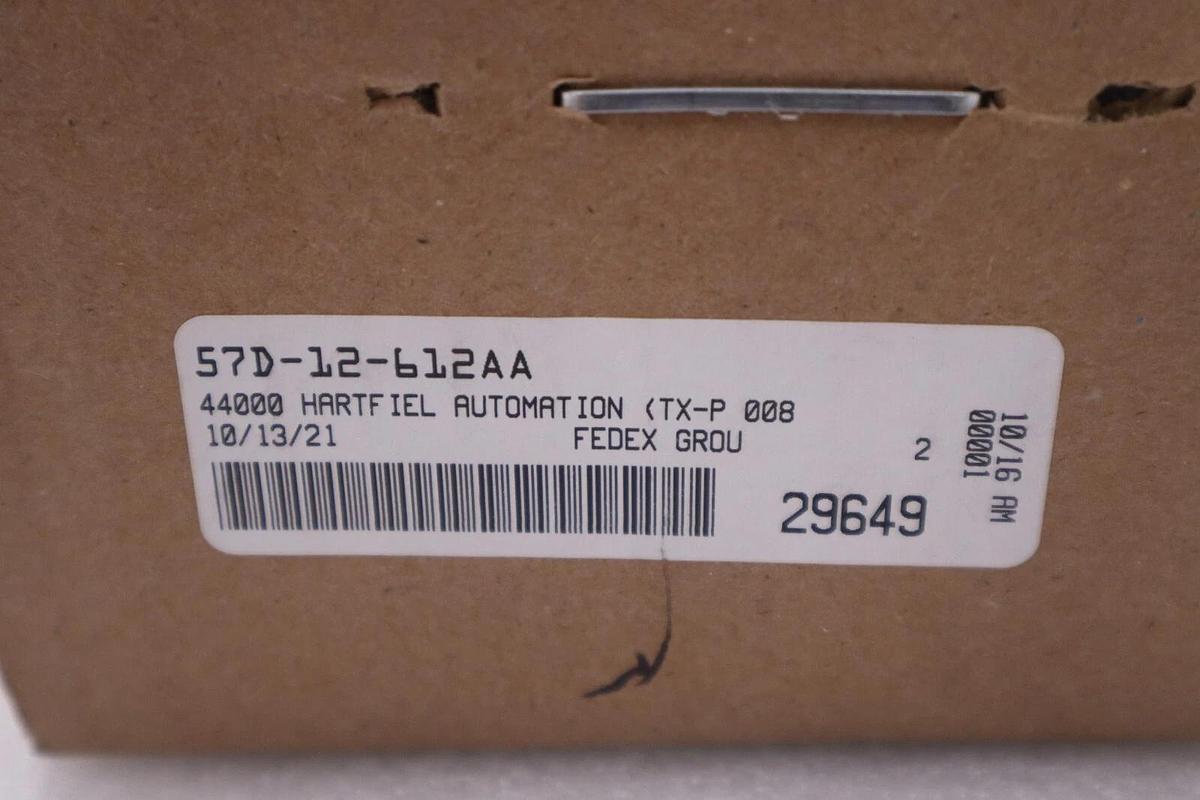 57D-12-612AA
44000 HARTFIEL AUTOMATION (TX-P 008
10/13/21 FEDEX GROU 2
29649
10/16 AM
00001